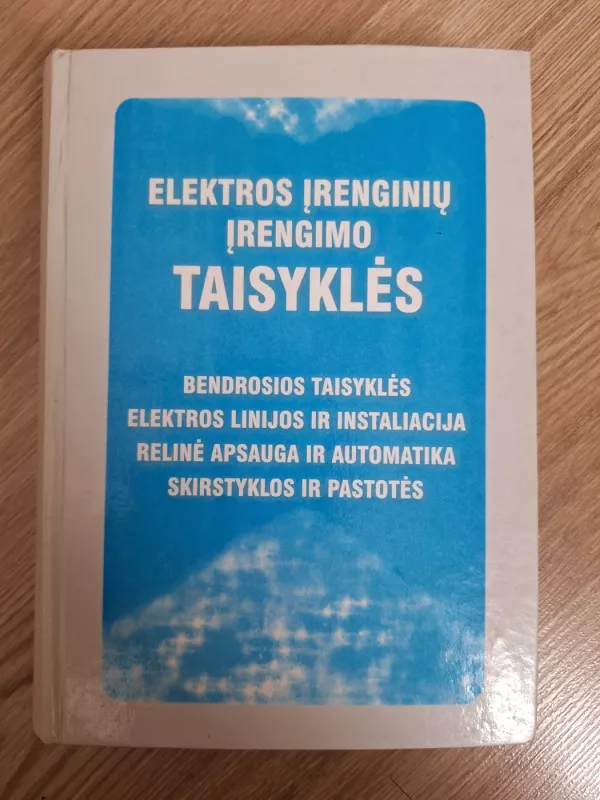 ELEKTROS ĮRENGINIŲ
ĮRENGIMO
TAISYKLĖS
BENDROSIOS TAISYKLĖS
ELEKTROS LINIJOS IR INSTALIACIJA
RELINĖ APSAUGA IR AUTOMATIKA
SKIRSTYKLOS IR PASTOTĖS